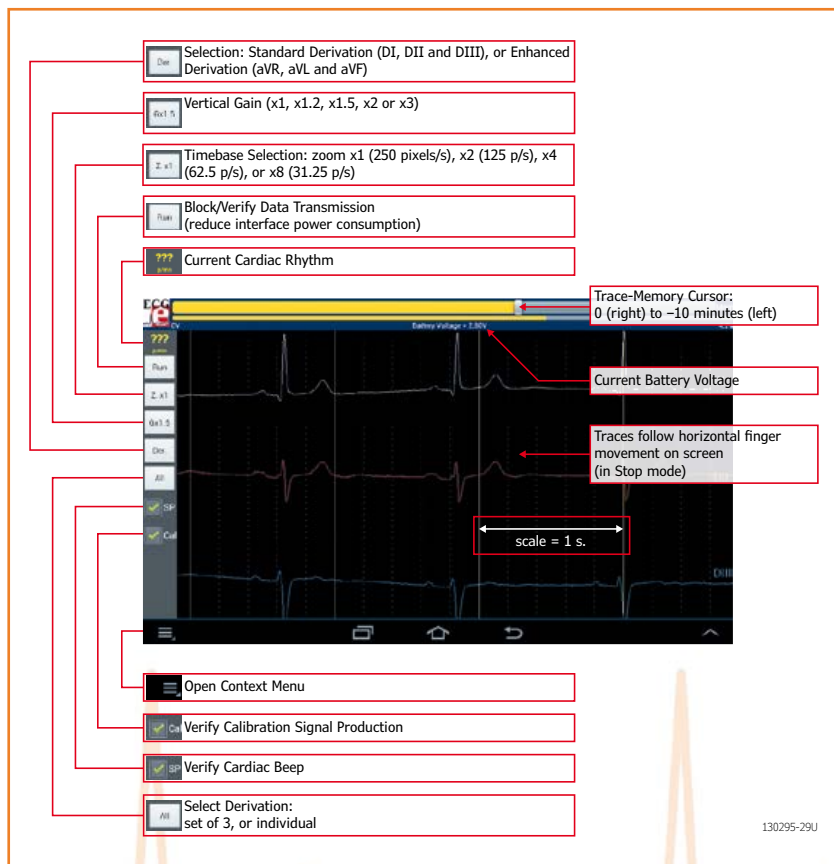 Der. Selection: Standard Derivation (DI, DII and DIII), or Enhanced
Derivation (aVR, aVL and aVF)
Gx1.5 Vertical Gain (x1, x1.2, x1.5, x2 or x3)
Z. x1 Timebase Selection: zoom x1 (250 pixels/s), x2 (125 p/s), x4
(62.5 p/s), or x8 (31.25 p/s)
Run Block/Verify Data Transmission
(reduce interface power consumption)
??? Current Cardiac Rhythm
p/min
ECG
e
Trace-Memory Cursor:
0 (right) to –10 minutes (left)
CV
Battery Voltage = 2.90V
???
p/min
Run
Z. x1
Gx1.5
Der.
All
SP
Cal
Current Battery Voltage
Traces follow horizontal finger
movement on screen
(in Stop mode)
scale = 1 s.
DIII
Open Context Menu
Cal Verify Calibration Signal Production
SP Verify Cardiac Beep
All Select Derivation:
set of 3, or individual
130295-29U